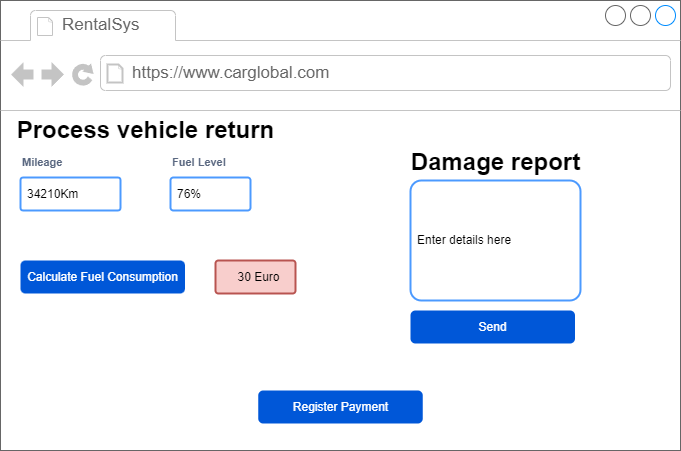 RentalSys
https://www.carglobal.com
Process vehicle return
Mileage
Fuel Level
34210Km
76%
Calculate Fuel Consumption
30 Euro
Damage report
Enter details here
Send
Register Payment